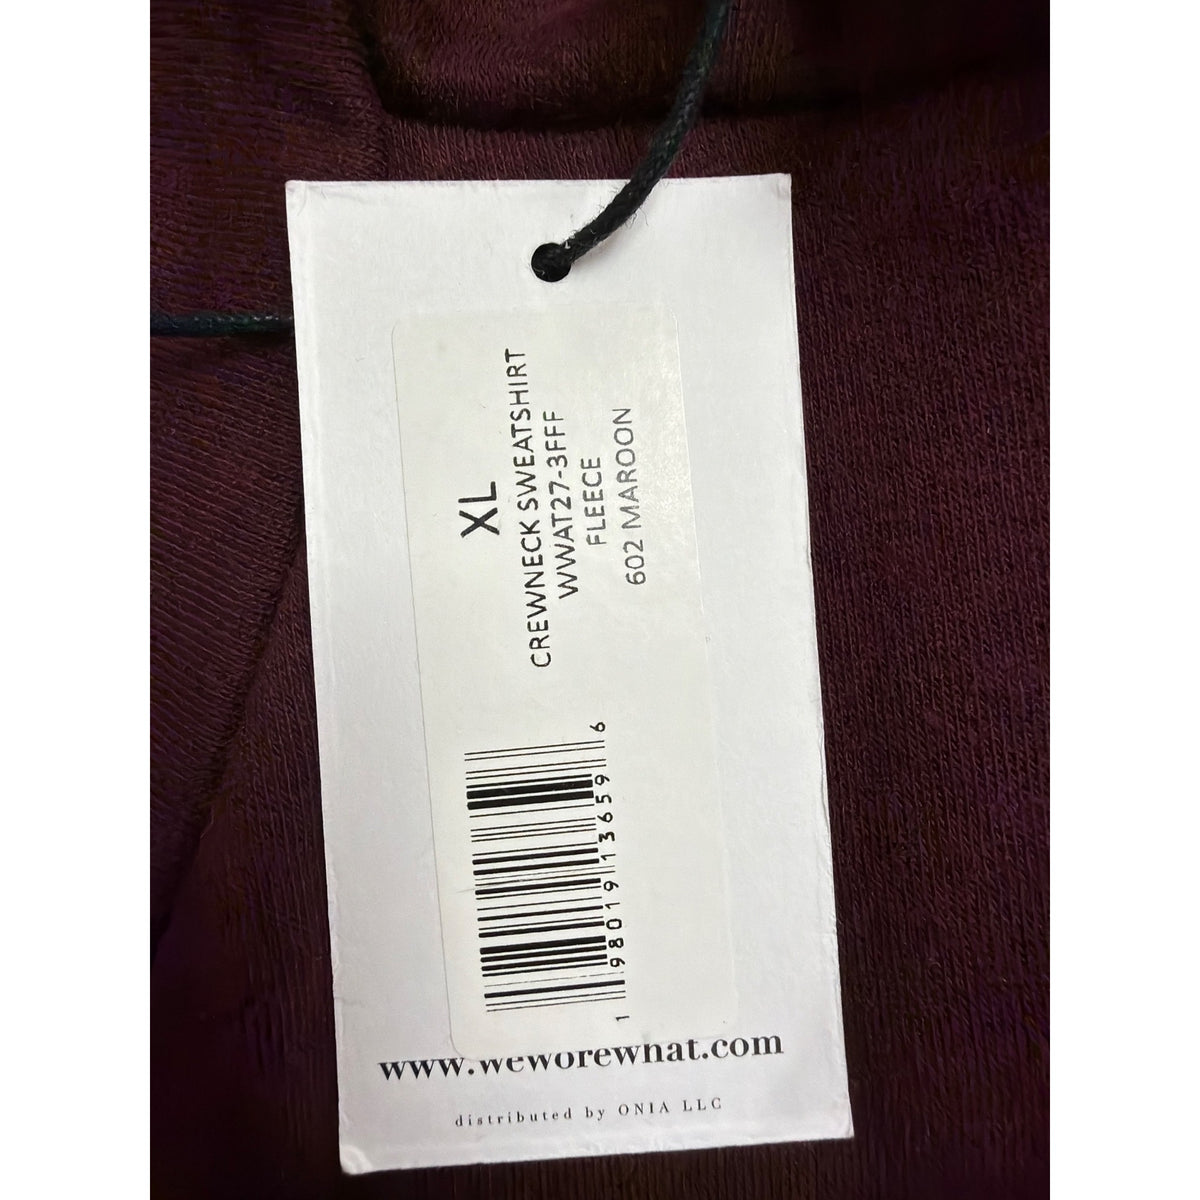 XL
CREWNECK SWEATSHIRT
WWAT27-3FFF
FLEECE
602 MAROON
1 98019 13659 6
www.weworewhat.com
distributed by ONIA LLC